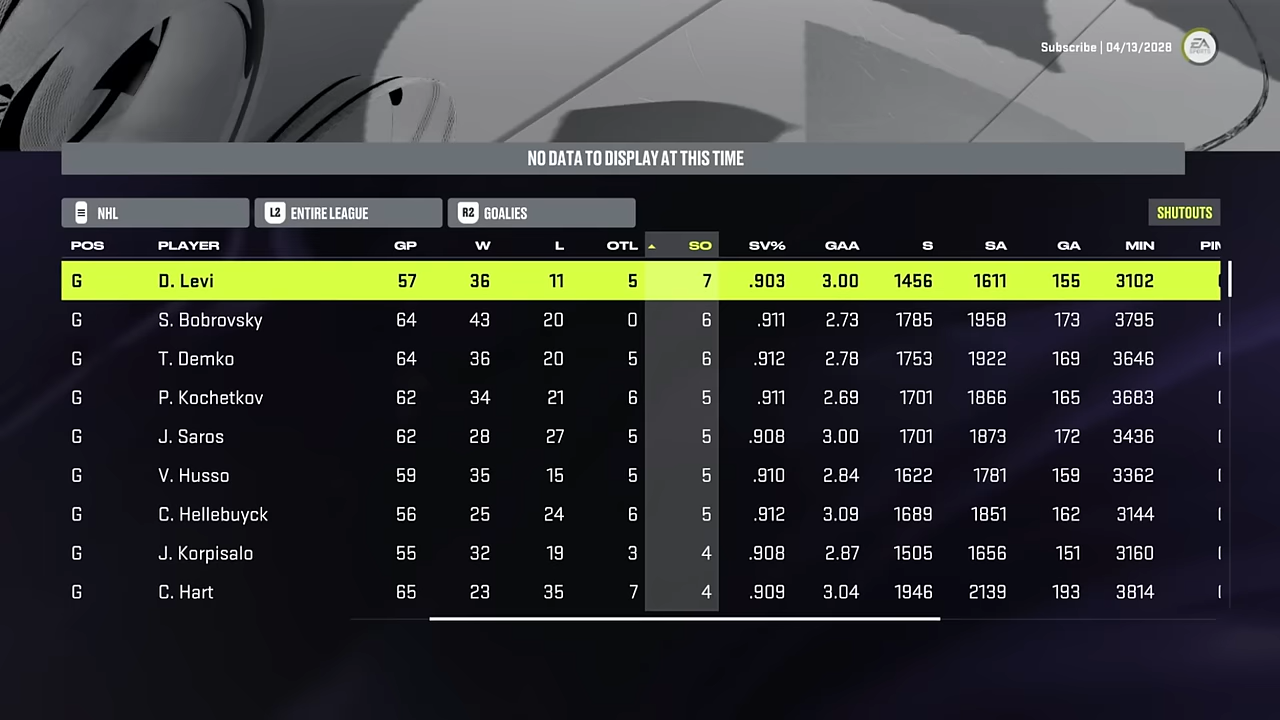 Subscribe | 04/13/2028
EA SPORTS
NO DATA TO DISPLAY AT THIS TIME
NHL L2 ENTIRE LEAGUE R2 GOALIES SHUTOUTS
POS PLAYER GP W L OTL SO SV% GAA S SA GA MIN
G D. Levi 57 36 11 5 7 .903 3.00 1456 1611 155 3102
G S. Bobrovsky 64 43 20 0 6 .911 2.73 1785 1958 173 3795
G T. Demko 64 36 20 5 6 .912 2.78 1753 1922 169 3646
G P. Kochetkov 62 34 21 6 5 .911 2.69 1701 1866 165 3683
G J. Saros 62 28 27 5 5 .908 3.00 1701 1873 172 3436
G V. Husso 59 35 15 5 5 .910 2.84 1622 1781 159 3362
G C. Hellebuyck 56 25 24 6 5 .912 3.09 1689 1851 162 3144
G J. Korpisalo 55 32 19 3 4 .908 2.87 1505 1656 151 3160
G C. Hart 65 23 35 7 4 .909 3.04 1946 2139 193 3814